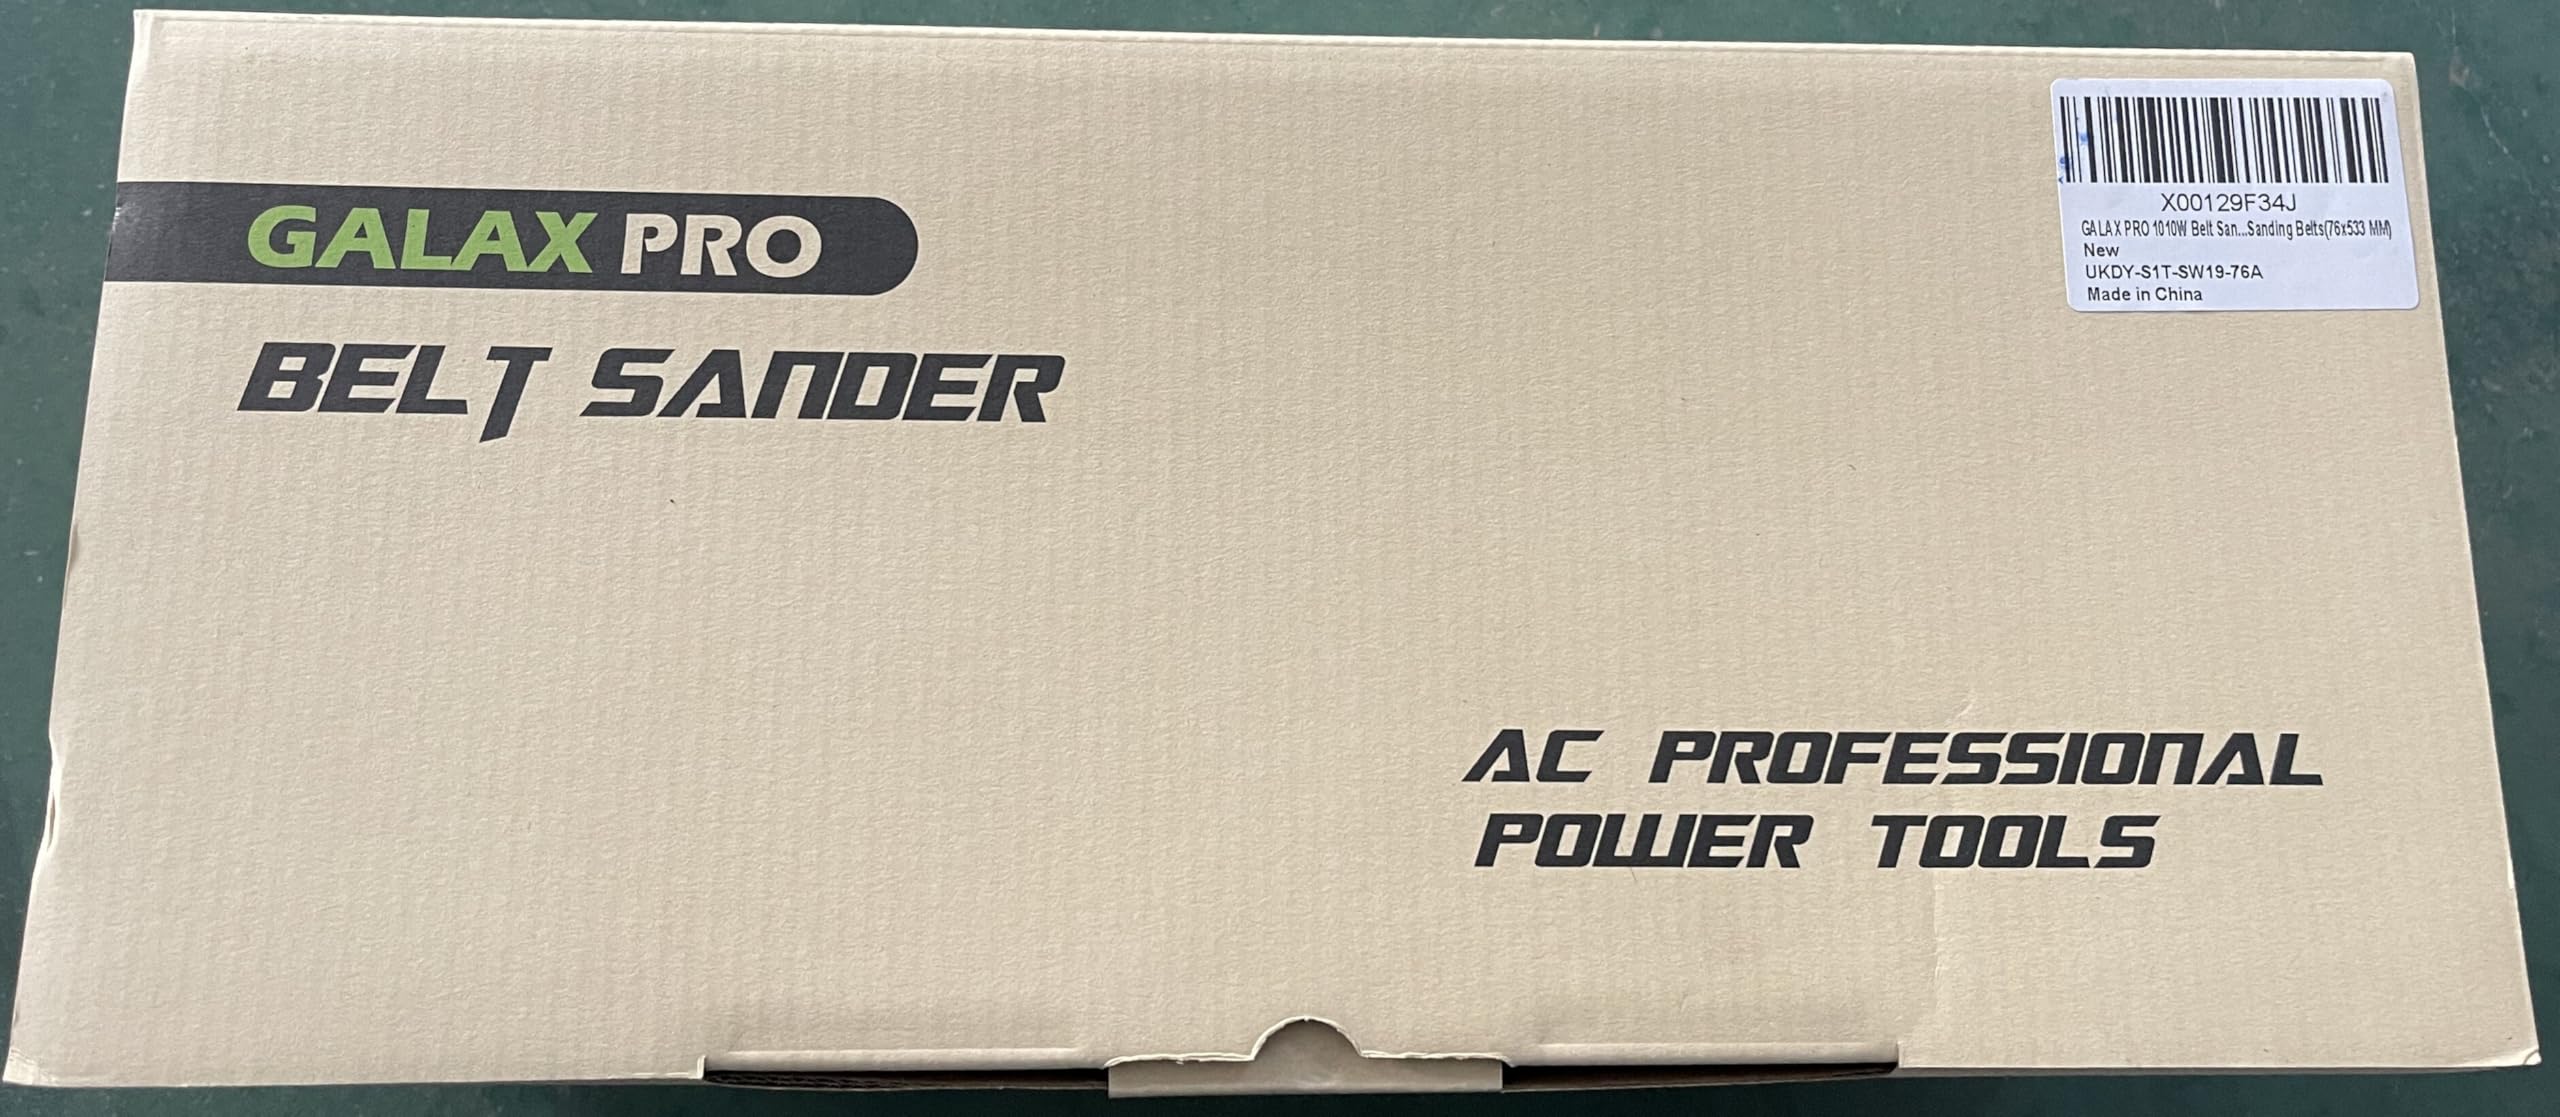 X00129F34J
GALAX PRO 1010W Belt San...Sanding Belts(76x533 MM)
New
UKDY-S1T-SW19-76A
Made in China
GALAX PRO
BELT SANDER
AC PROFESSIONAL
POWER TOOLS